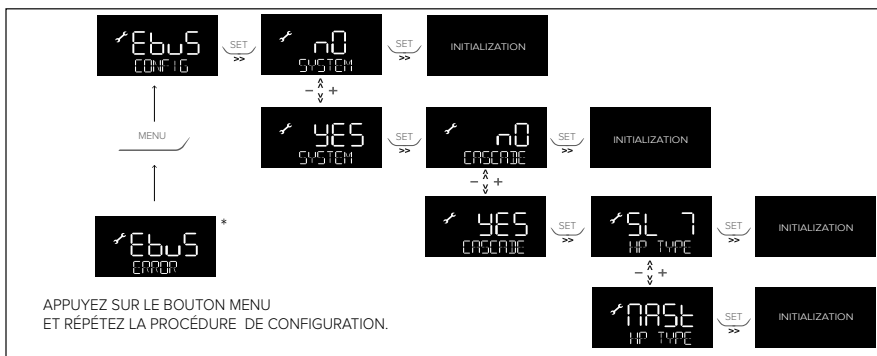 EbuS
CONFIG
SET
>>
nO
SYSTEM
SET
>>
INITIALIZATION
- +
MENU
YES
SYSTEM
SET
>>
nO
CASCADE
SET
>>
INITIALIZATION
- +
EbuS
ERROR
*
YES
CASCADE
SET
>>
SL 7
HP TYPE
SET
>>
INITIALIZATION
- +
MASt
HP TYPE
SET
>>
INITIALIZATION
APPUYEZ SUR LE BOUTON MENU
ET RÉPÉTEZ LA PROCÉDURE DE CONFIGURATION.